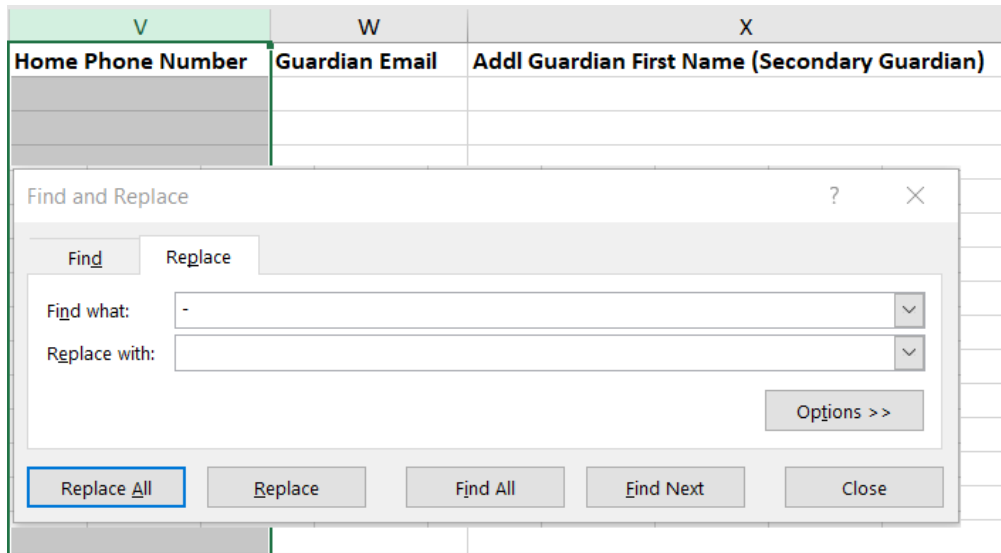 V W X
Home Phone Number Guardian Email Addl Guardian First Name (Secondary Guardian)
Find and Replace ?
Find Replace
Find what: -
Replace with:
Options >>
Replace All Replace Find All Find Next Close